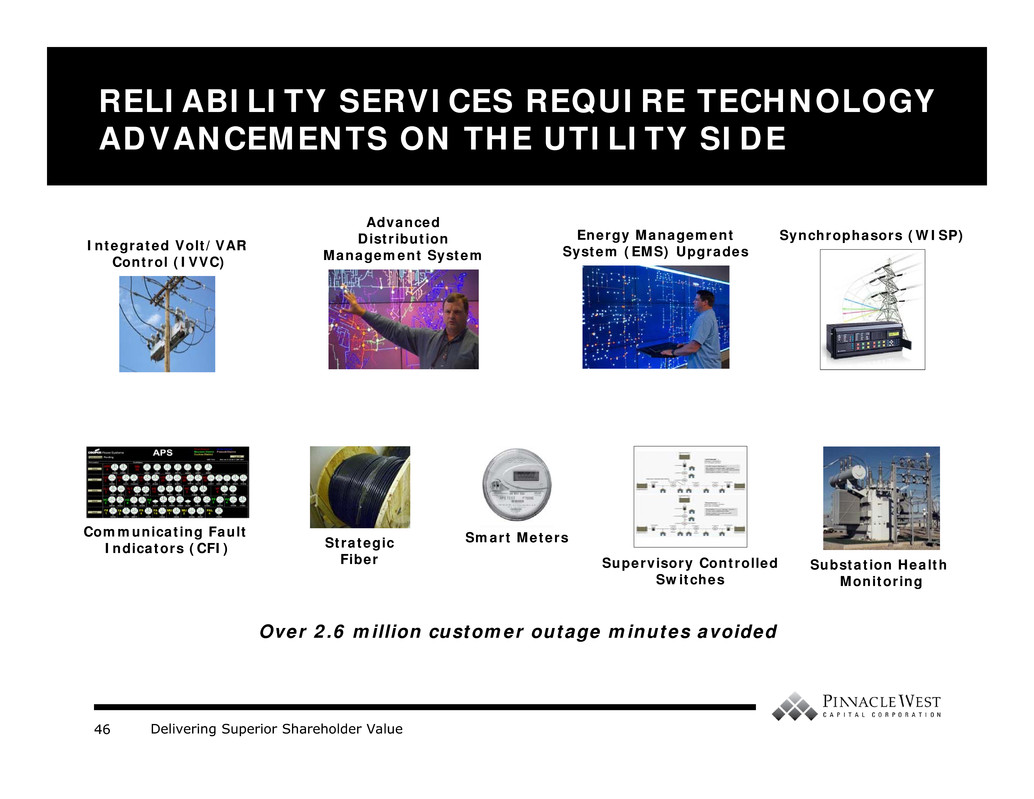 RELIABILITY SERVICES REQUIRE TECHNOLOGY
ADVANCEMENTS ON THE UTILITY SIDE
Integrated Volt/VAR
Control (IVVC)
Advanced
Distribution
Management System
Energy Management
System (EMS) Upgrades
Synchrophasors (WISP)
APS
Communicating Fault
Indicators (CFI)
Strategic
Fiber
Smart Meters
Supervisory Controlled
Switches
Substation Health
Monitoring
Over 2.6 million customer outage minutes avoided
PINNACLE WEST
CAPITAL CORPORATION
46 Delivering Superior Shareholder Value